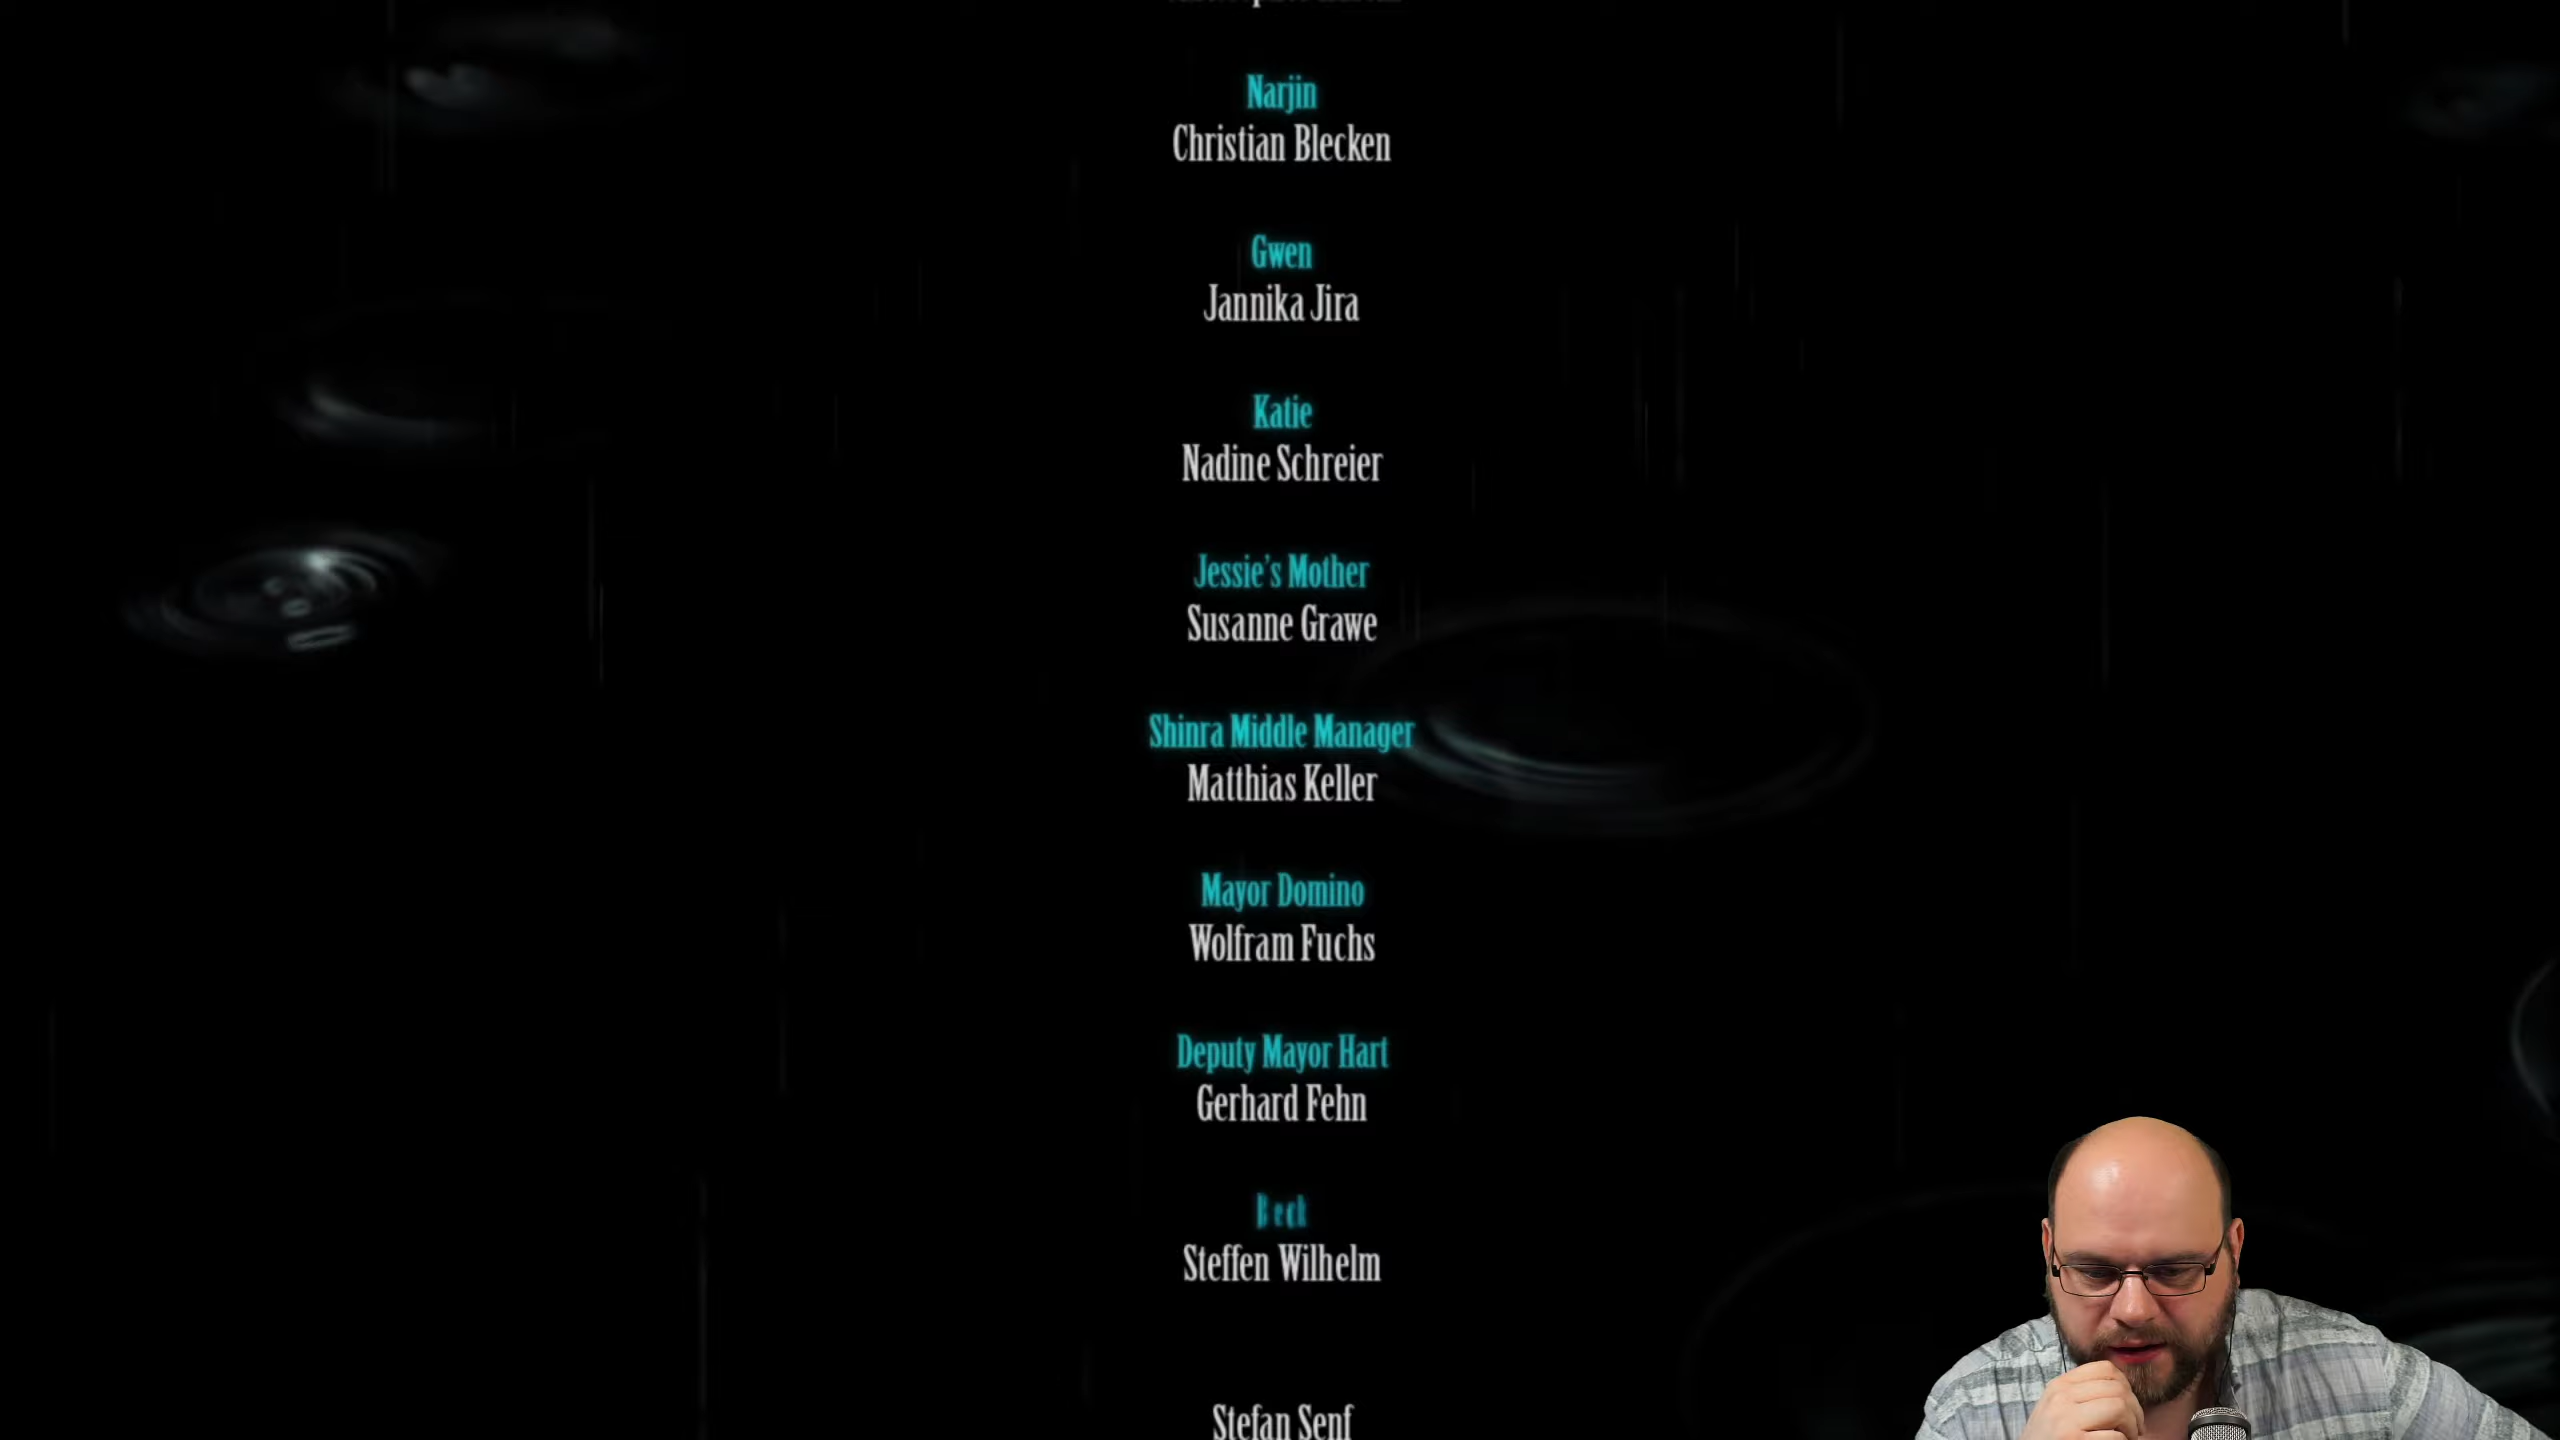 Narjin
Christian Blecken
Gwen
Jannika Jira
Katie
Nadine Schreier
Jessie's Mother
Susanne Grawe
Shinra Middle Manager
Matthias Keller
Mayor Domino
Wolfram Fuchs
Deputy Mayor Hart
Gerhard Fehn
Beck
Steffen Wilhelm
Stefan Senf